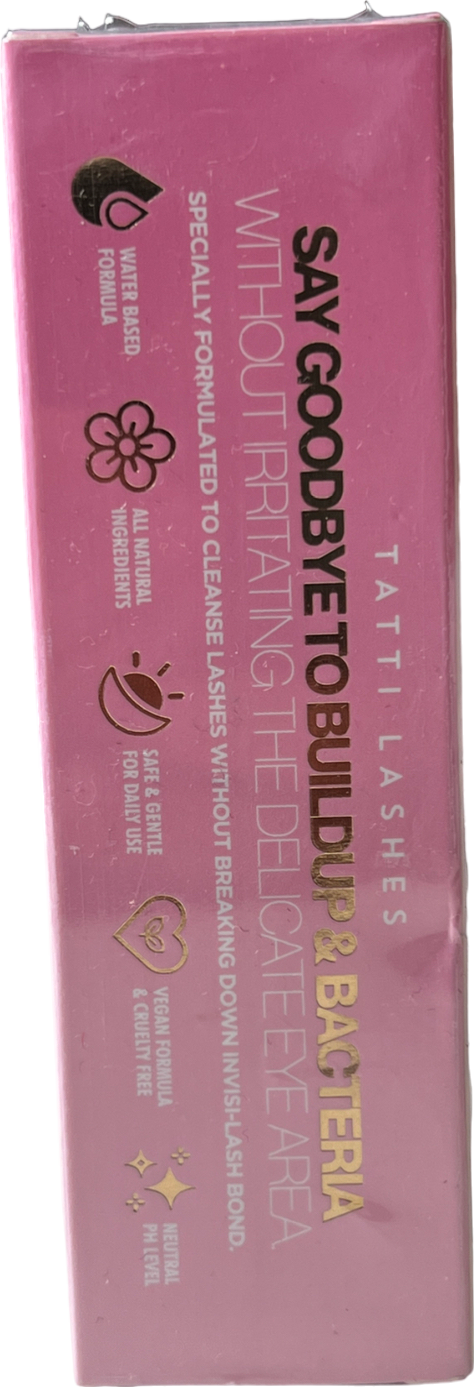 TATTI LASHES
SAY GOODBYE TO BUILDUP & BACTERIA
WITHOUT IRRITATING THE DELICATE EYE AREA
SPECIALLY FORMULATED TO CLEANSE LASHES WITHOUT BREAKING DOWN INVISI-LASH BOND.
WATER BASED
FORMULA
ALL NATURAL
INGREDIENTS
SAFE & GENTLE
FOR DAILY USE
VEGAN FORMULA
& CRUELTY FREE
NEUTRAL
PH LEVEL